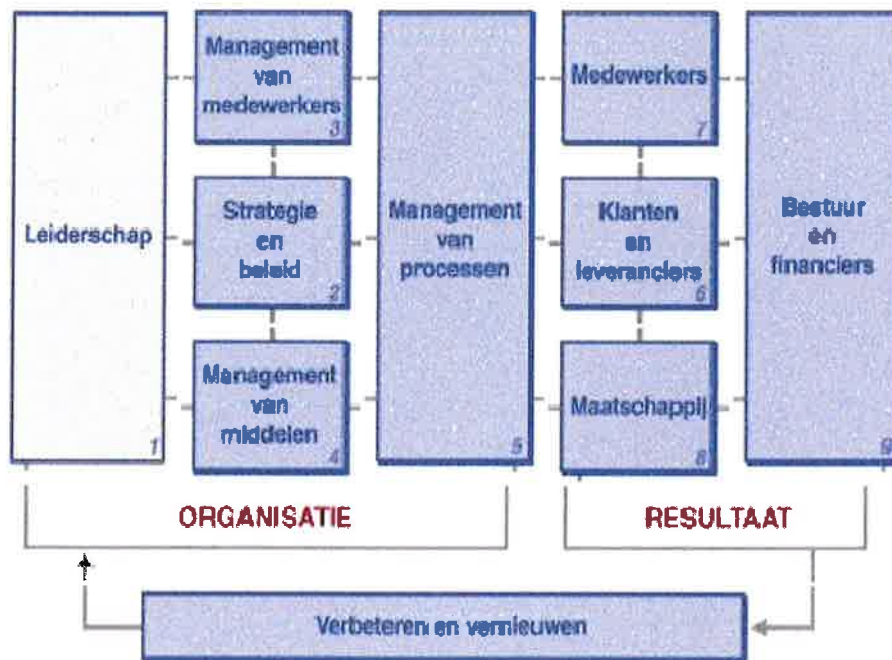 Leiderschap
1
Management
van
medewerkers
3
Strategie
en
beleid
2
Management
van
middelen
4
Management
van
processen
5
Medewerkers
7
Klanten
en
leveranciers
6
Maatschappij
8
Bestuur
en
financiers
9
ORGANISATIE
RESULTAAT
Verbeteren en vernieuwen